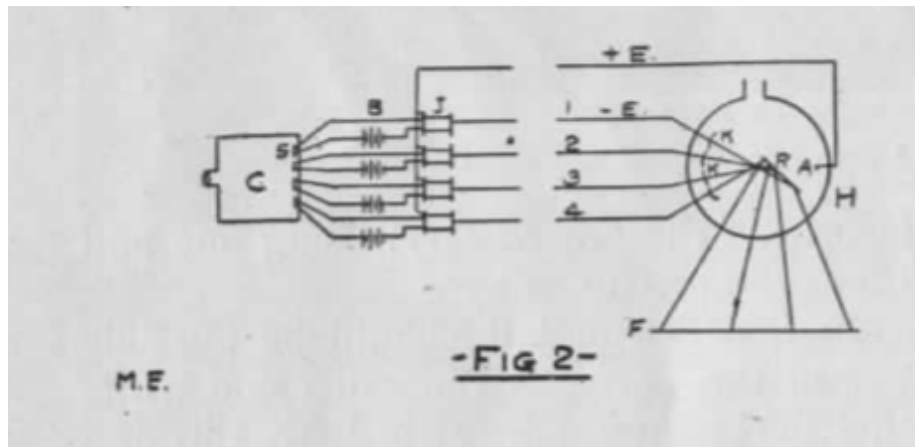 + E.
B J 1 - E.
S 2 K
E C 3 K R A
4 H
F
- FIG 2 -
M.E.